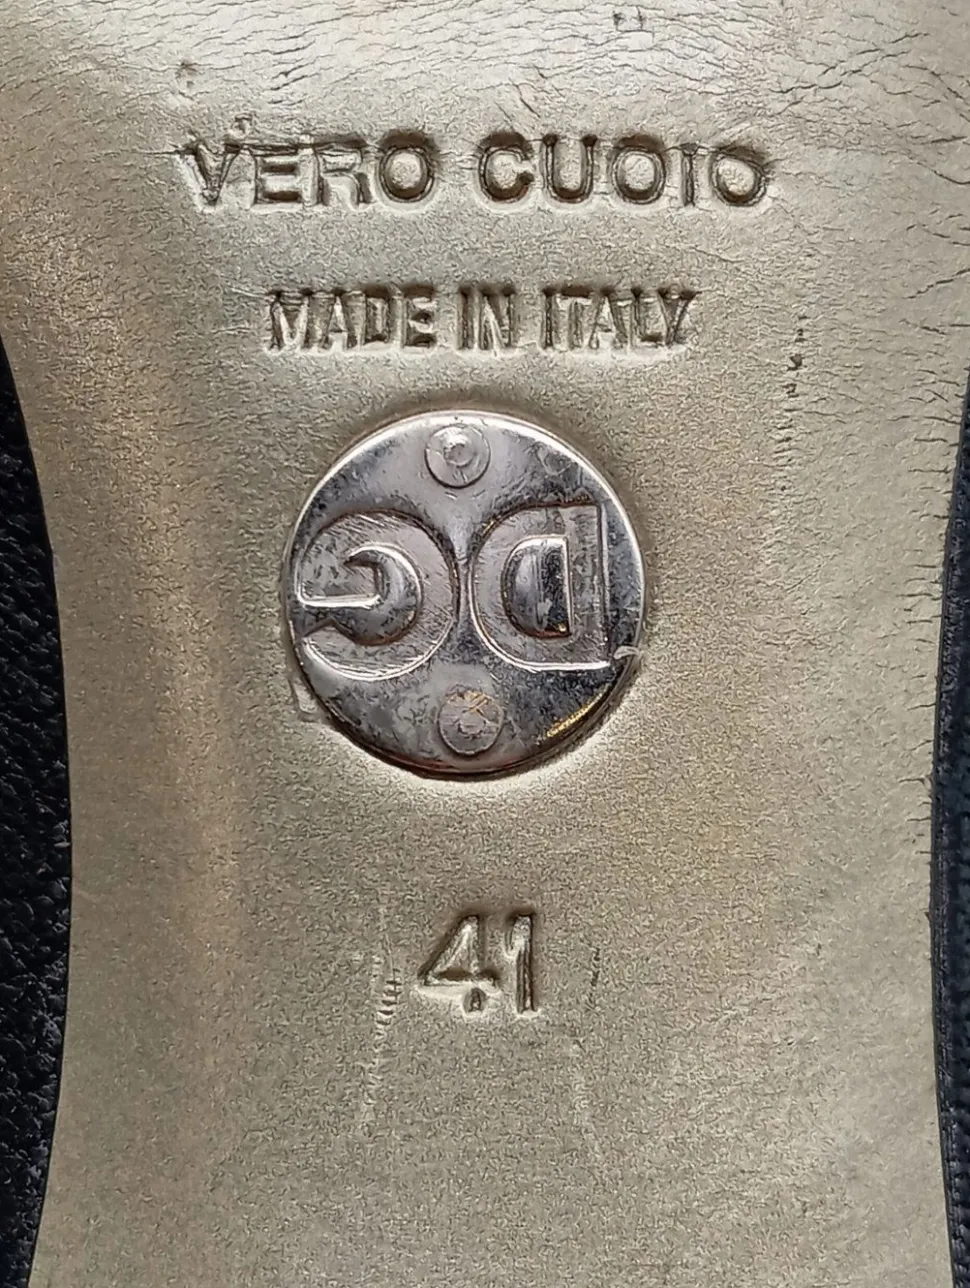 VERO CUOIO
MADE IN ITALY
DG
41